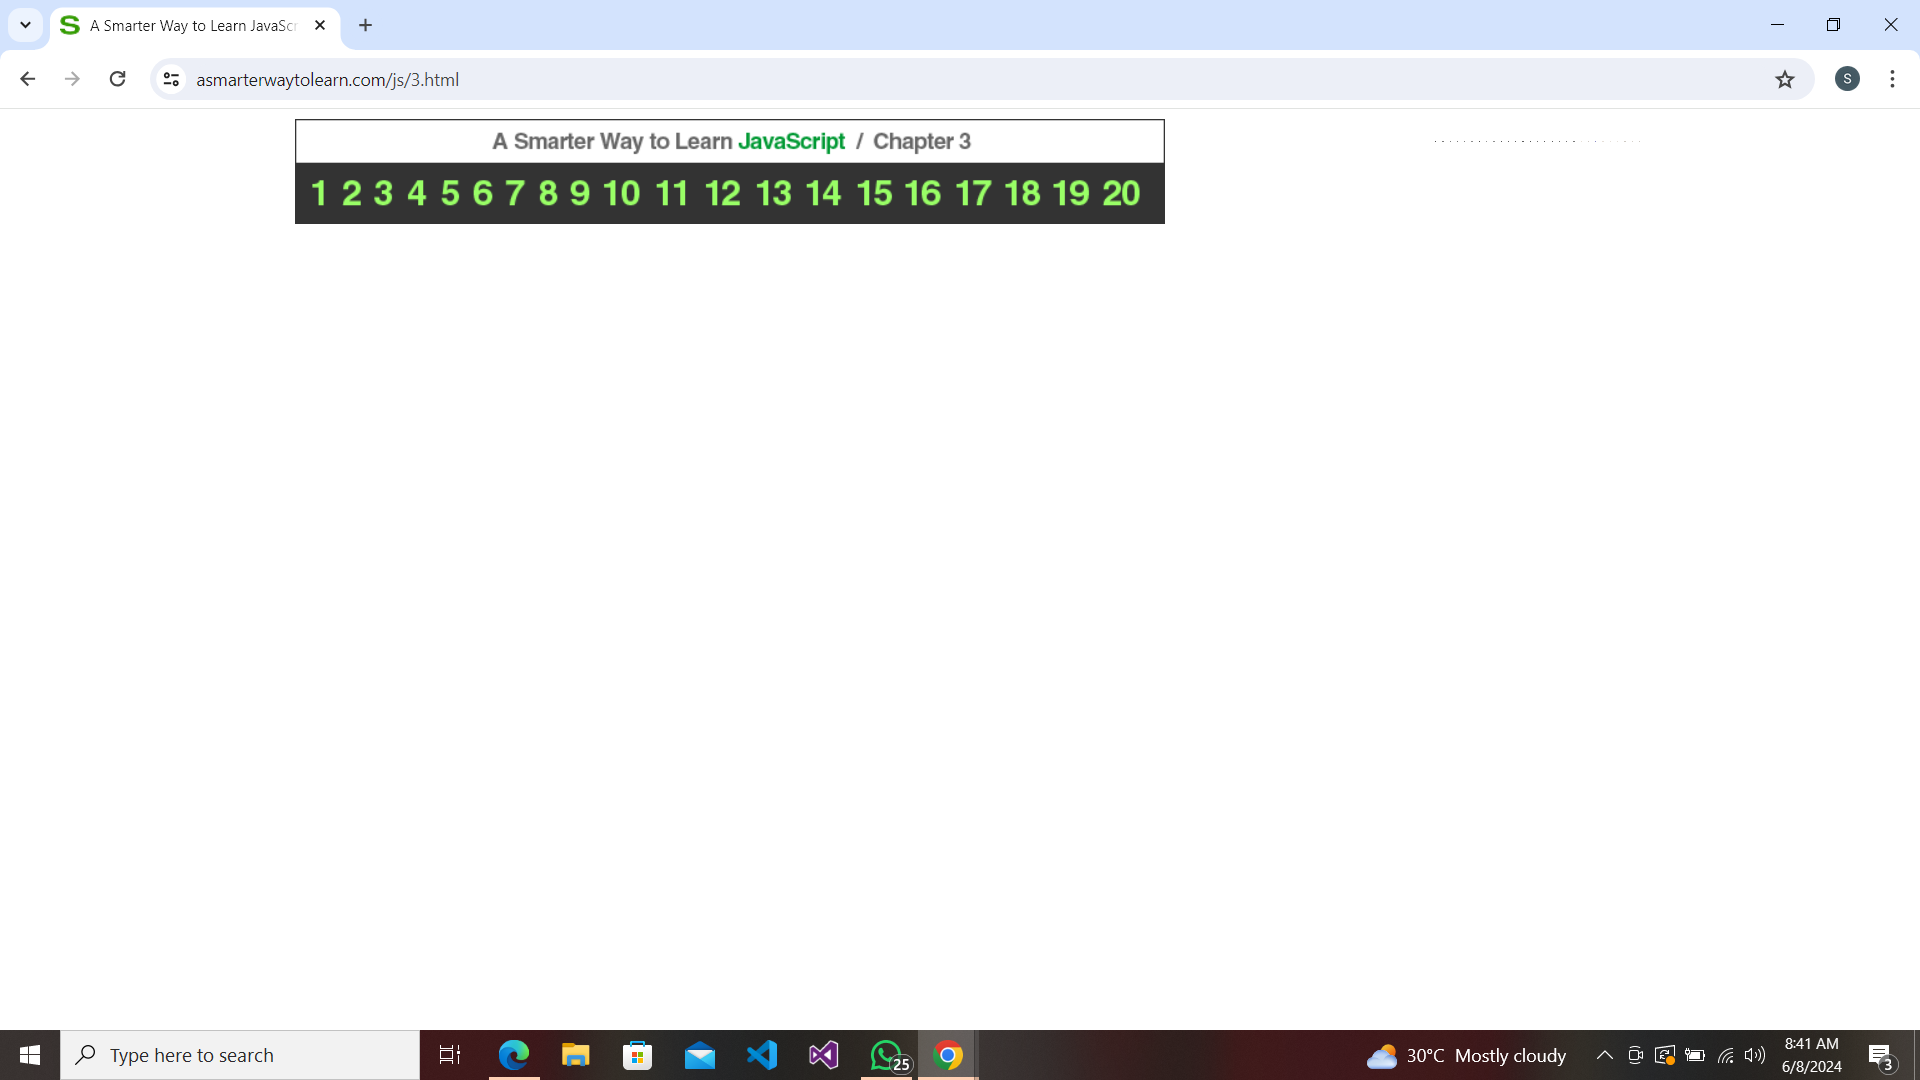 A Smarter Way to Learn JavaScr
asmarterwaytolearn.com/js/3.html
S
A Smarter Way to Learn JavaScript / Chapter 3
1 2 3 4 5 6 7 8 9 10 11 12 13 14 15 16 17 18 19 20
Type here to search
25
30°C Mostly cloudy
8:41 AM
6/8/2024
3